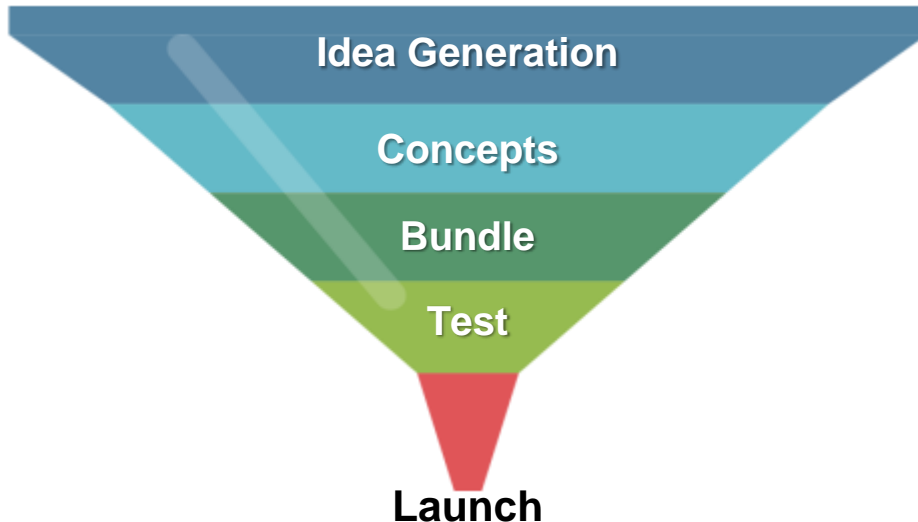 Idea Generation
Concepts
Bundle
Test
Launch